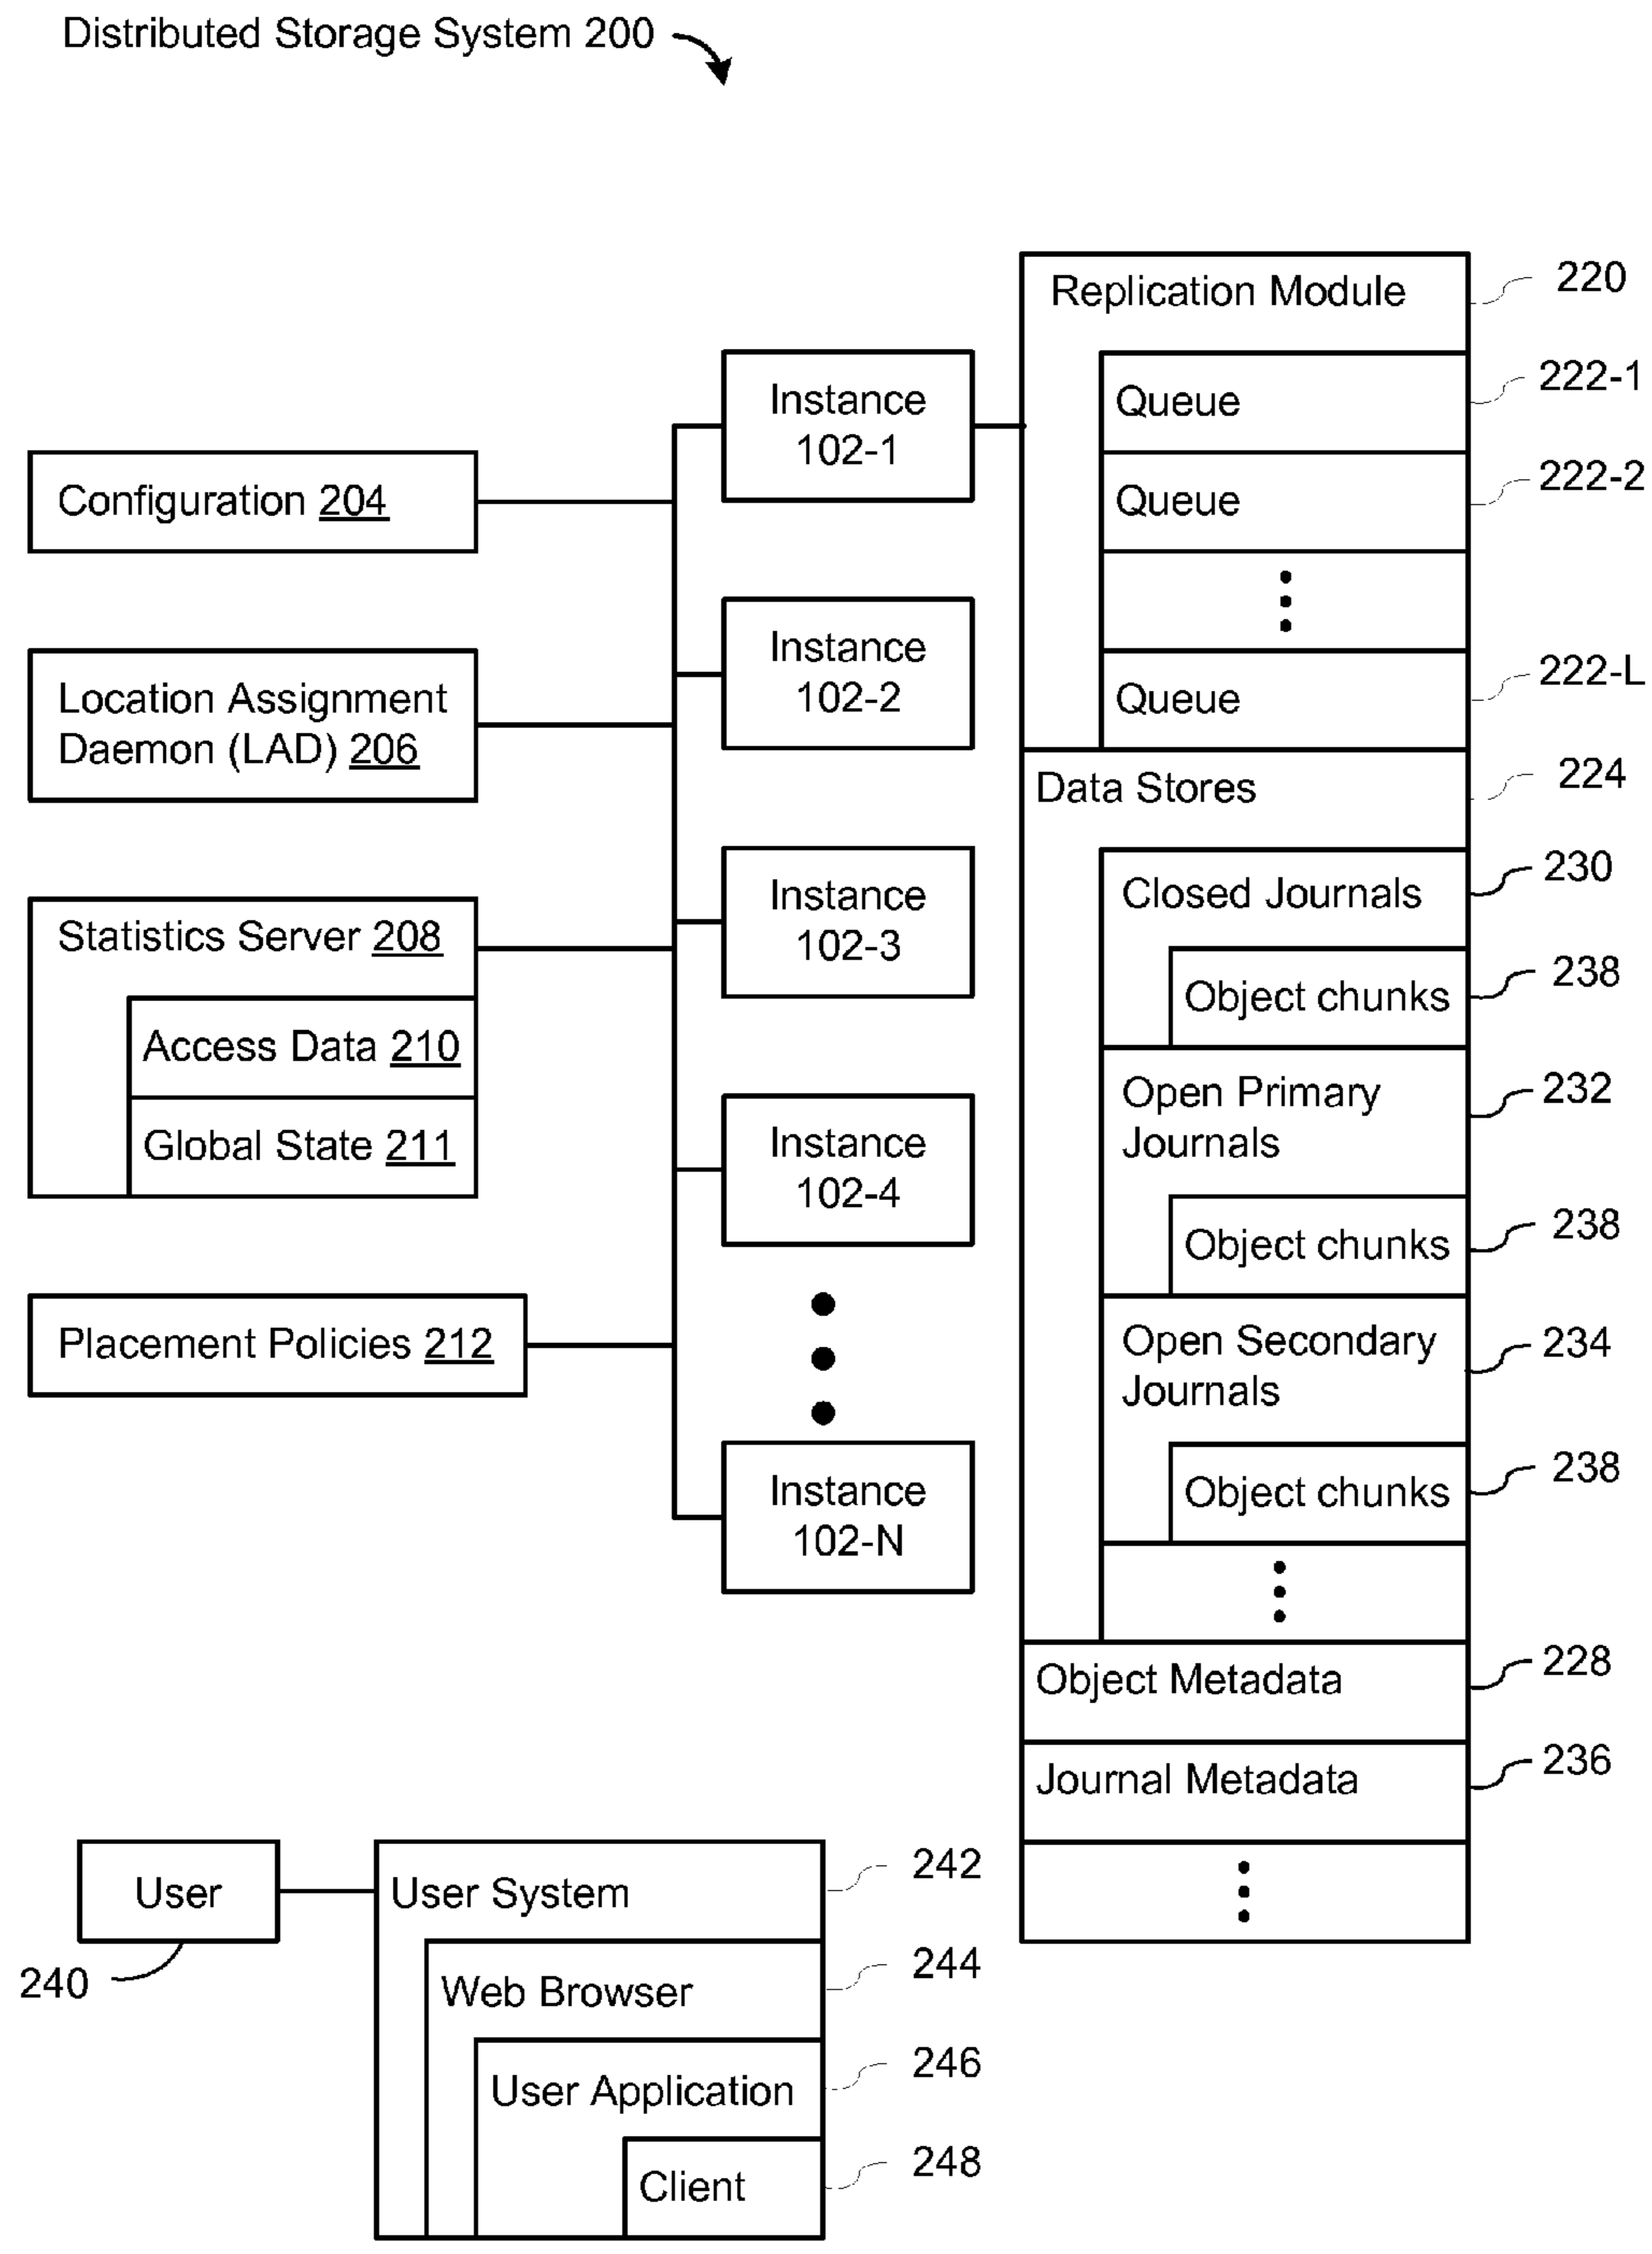 Distributed Storage System 200
Configuration 204
Location Assignment
Daemon (LAD) 206
Statistics Server 208
Access Data 210
Global State 211
Placement Policies 212
Instance
102-1
Instance
102-2
Instance
102-3
Instance
102-4
Instance
102-N
Replication Module
220
Queue
222-1
Queue
222-2
Queue
222-L
Data Stores
224
Closed Journals
230
Object chunks
238
Open Primary
Journals
232
Object chunks
238
Open Secondary
Journals
234
Object chunks
238
Object Metadata
228
Journal Metadata
236
User
240
User System
242
Web Browser
244
User Application
246
Client
248